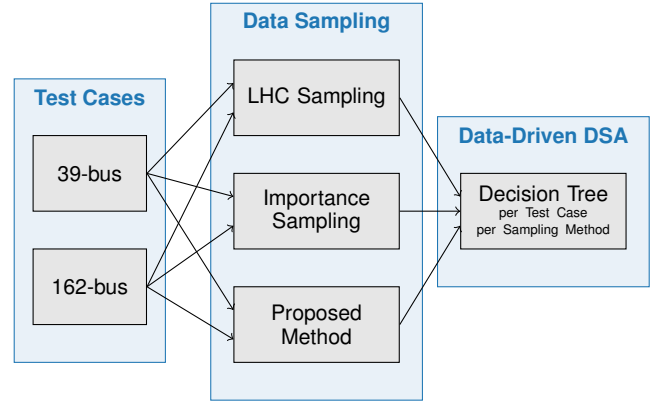 Test Cases
39-bus
162-bus
Data Sampling
LHC Sampling
Importance
Sampling
Proposed
Method
Data-Driven DSA
Decision Tree
per Test Case
per Sampling Method